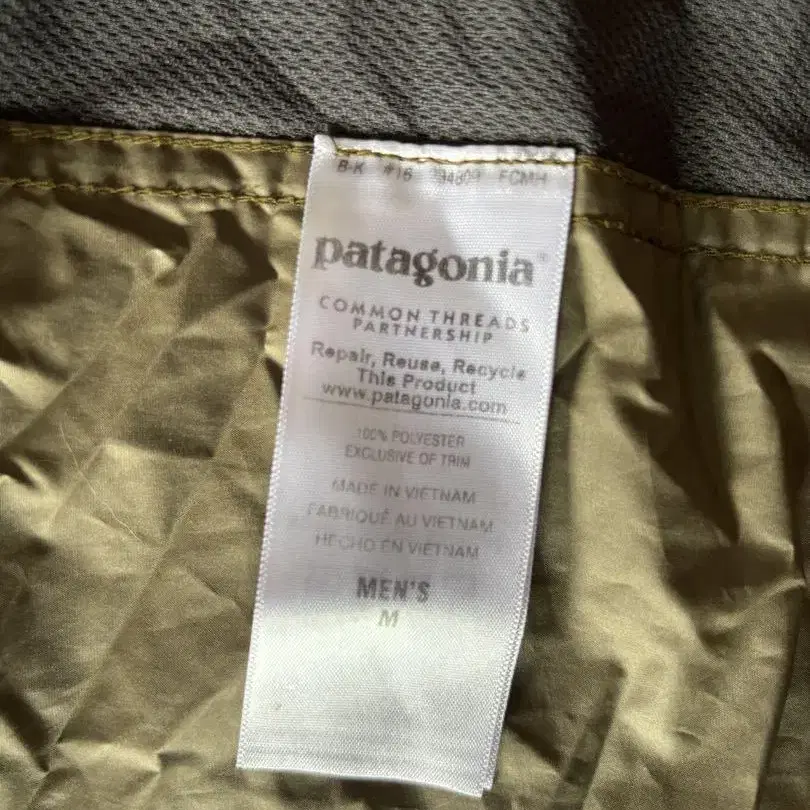 B-K #16 FCMH
patagonia®
COMMON THREADS
PARTNERSHIP
Repair, Reuse, Recycle
This Product
www.patagonia.com
100% POLYESTER
EXCLUSIVE OF TRIM
MADE IN VIETNAM
FABRIQUÉ AU VIETNAM
HECHO EN VIETNAM
MEN'S
M